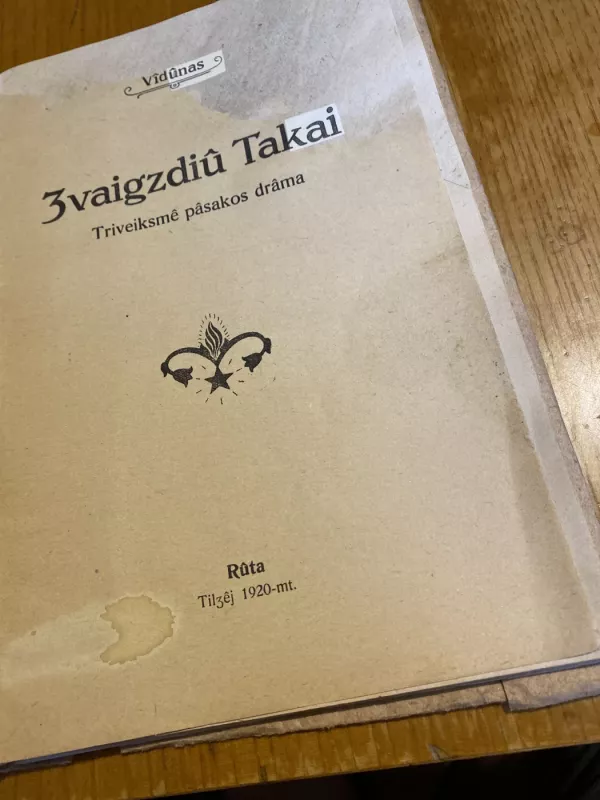 Vîdûnas
Ʒvaigzdiû Takai
Triveiksmê pâsakos drâma
Rûta
Tilʒêj 1920-mt.